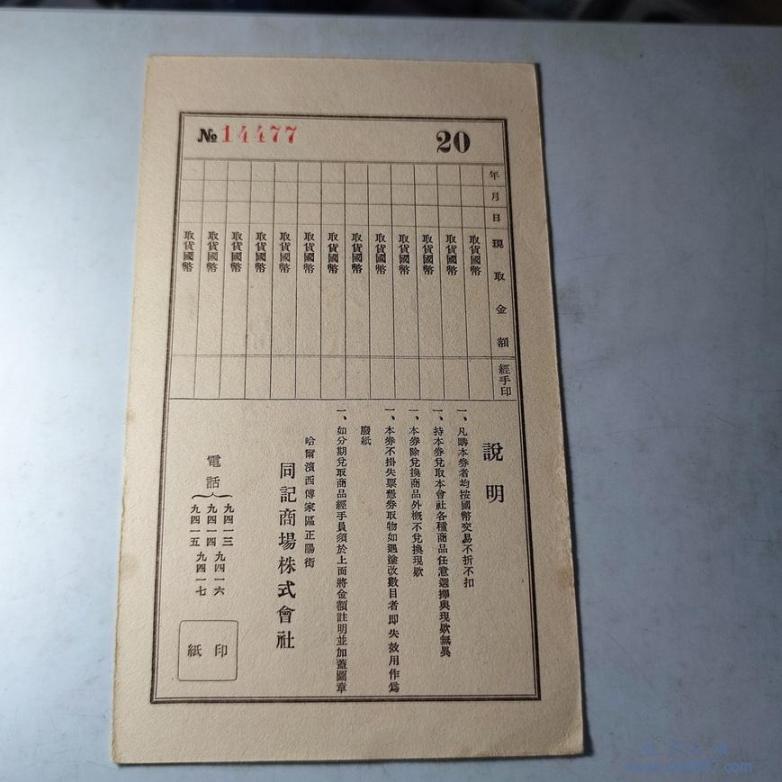 № 14477
20
年 月 日
現取金額
經手印
取貨國幣
取貨國幣
取貨國幣
取貨國幣
取貨國幣
取貨國幣
取貨國幣
取貨國幣
取貨國幣
取貨國幣
取貨國幣
取貨國幣
取貨國幣
說明
一、凡購本券者均按國幣交易不折不扣
一、持本券兌取本會社各種商品任意選擇與現欵無異
一、本券除兌換商品外槪不兌換現欵
一、本券不掛失票憑券取物如遇塗改數目者即失效用作爲
廢紙
一、如分期兌取商品經手員須於上面將金額註明並加蓋圖章
哈爾濱西傅家區正陽街
同記商場株式會社
電話
九四一三 九四一六
九四一四 九四一七
九四一五
印紙